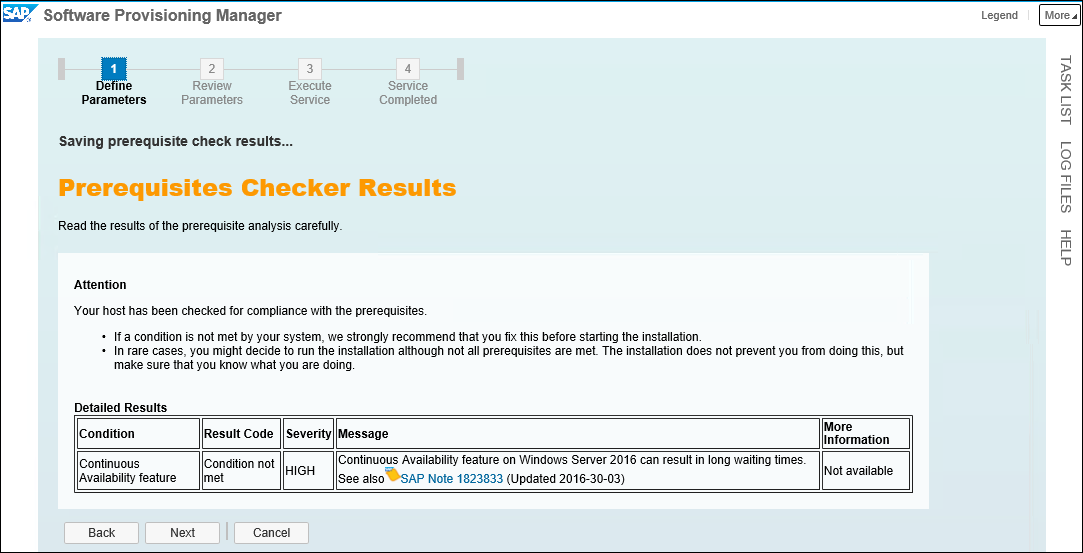 SAP Software Provisioning Manager
Legend
More
1 2 3 4
Define Review Execute Service
Parameters Parameters Service Completed
Saving prerequisite check results...
Prerequisites Checker Results
Read the results of the prerequisite analysis carefully.
Attention
Your host has been checked for compliance with the prerequisites.
• If a condition is not met by your system, we strongly recommend that you fix this before starting the installation.
• In rare cases, you might decide to run the installation although not all prerequisites are met. The installation does not prevent you from doing this, but
make sure that you know what you are doing.
Detailed Results
Condition Result Code Severity Message More
Information
Continuous Condition not HIGH Continuous Availability feature on Windows Server 2016 can result in long waiting times. Not available
Availability feature met See also SAP Note 1823833 (Updated 2016-30-03)
Back Next Cancel
TASK LIST
LOG FILES
HELP